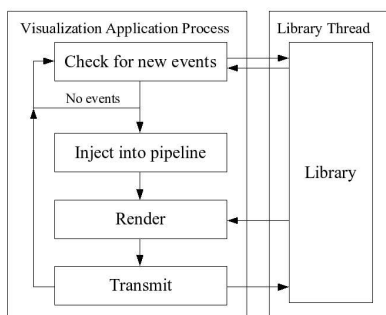 Visualization Application Process
Library Thread
Check for new events
No events
Inject into pipeline
Library
Render
Transmit